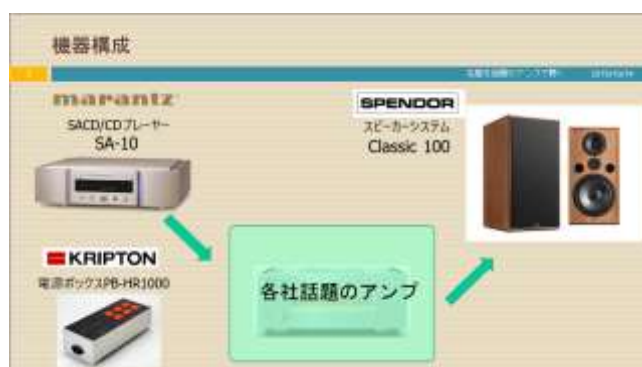 機器構成
marantz
SACD/CDプレーヤー
SA-10
SPENDOR
スピーカーシステム
Classic 100
KRIPTON
電源ボックスPB-HR1000
各社話題のアンプ